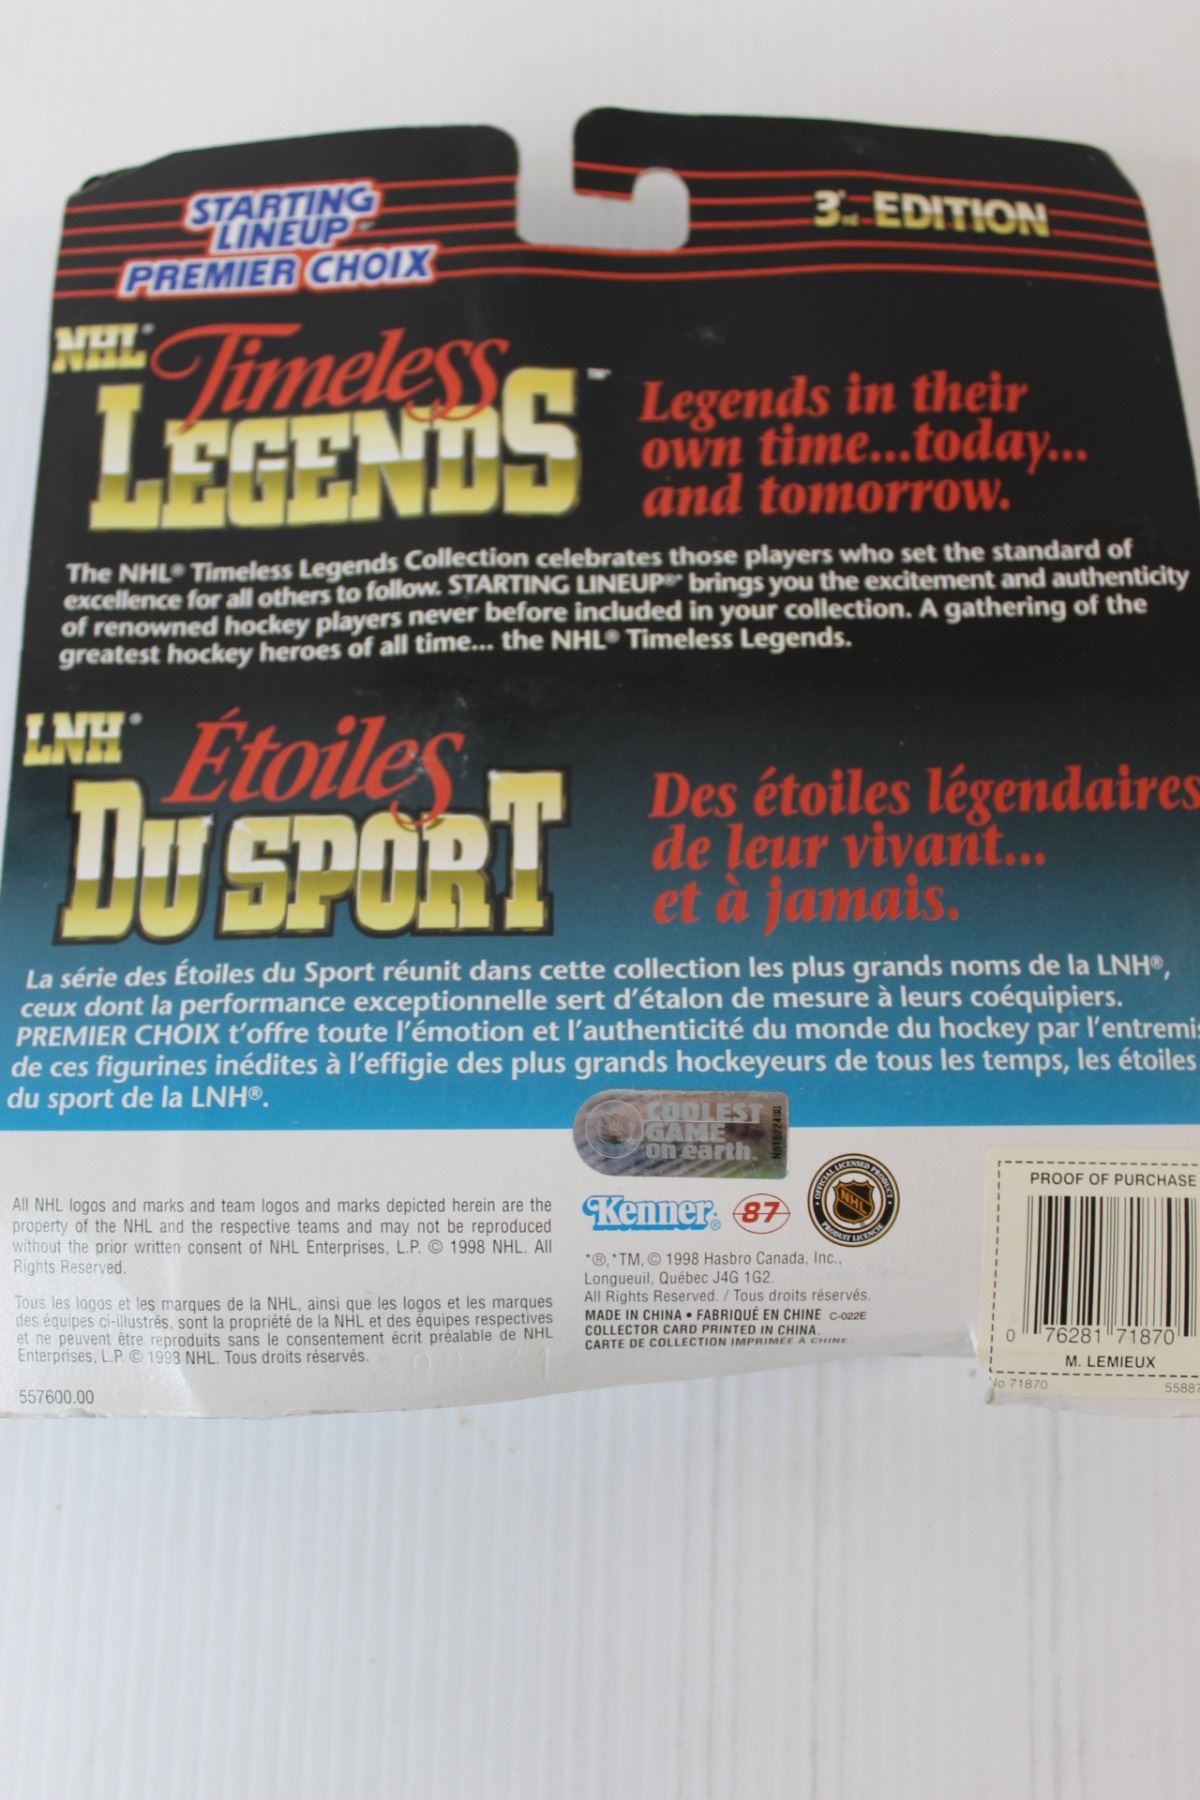 STARTING
LINEUP™
PREMIER CHOIX
3rd EDITION
NHL® Timeless
LEGENDS™
Legends in their
own time...today...
and tomorrow.
The NHL® Timeless Legends Collection celebrates those players who set the standard of
excellence for all others to follow. STARTING LINEUP®* brings you the excitement and authenticity
of renowned hockey players never before included in your collection. A gathering of the
greatest hockey heroes of all time... the NHL® Timeless Legends.
LNH® Étoiles
DU SPORT
Des étoiles légendaires
de leur vivant...
et à jamais.
La série des Étoiles du Sport réunit dans cette collection les plus grands noms de la LNH®,
ceux dont la performance exceptionnelle sert d'étalon de mesure à leurs coéquipiers.
PREMIER CHOIX t'offre toute l'émotion et l'authenticité du monde du hockey par l'entremi
de ces figurines inédites à l'effigie des plus grands hockeyeurs de tous les temps, les étoiles
du sport de la LNH®.
COOLEST
GAME
on earth.
All NHL logos and marks and team logos and marks depicted herein are the
property of the NHL and the respective teams and may not be reproduced
without the prior written consent of NHL Enterprises, L.P. © 1998 NHL. All
Rights Reserved.
Tous les logos et les marques de la NHL, ainsi que les logos et les marques
des équipes ci-illustrés, sont la propriété de la NHL et des équipes respectives
et ne peuvent être reproduits sans le consentement écrit préalable de NHL
Enterprises, L.P. © 1998 NHL. Tous droits réservés.
557600.00
Kenner® 87
OFFICIAL LICENSED PRODUCT
NHL
PRODUIT LICENCIÉ
*®,*TM, © 1998 Hasbro Canada, Inc.,
Longueuil, Québec J4G 1G2.
All Rights Reserved. / Tous droits réservés.
MADE IN CHINA • FABRIQUÉ EN CHINE C-022E
COLLECTOR CARD PRINTED IN CHINA.
CARTE DE COLLECTION IMPRIMÉE À CHINE.
PROOF OF PURCHASE
0 76281 71870
M. LEMIEUX
No 71870
5588